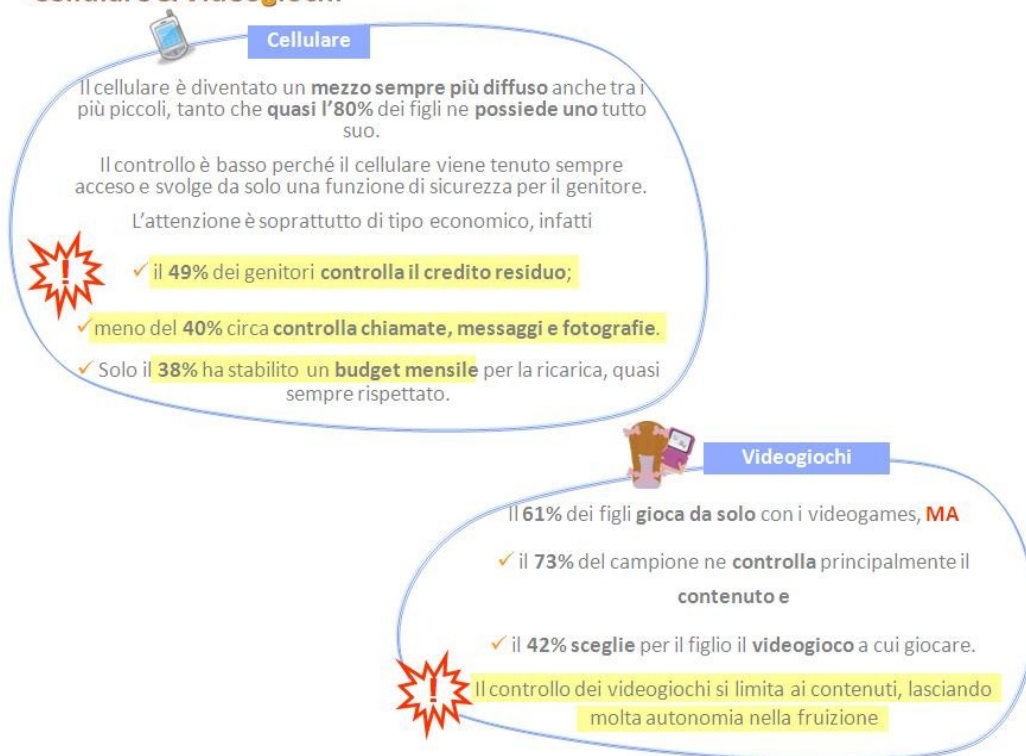 Cellulare & Videogiochi
Cellulare
Il cellulare è diventato un mezzo sempre più diffuso anche tra i
più piccoli, tanto che quasi l'80% dei figli ne possiede uno tutto
suo.
Il controllo è basso perché il cellulare viene tenuto sempre
acceso e svolge da solo una funzione di sicurezza per il genitore.
L'attenzione è soprattutto di tipo economico, infatti
✓ il 49% dei genitori controlla il credito residuo;
✓ meno del 40% circa controlla chiamate, messaggi e fotografie.
✓ Solo il 38% ha stabilito un budget mensile per la ricarica, quasi
sempre rispettato.
Videogiochi
Il 61% dei figli gioca da solo con i videogames, MA
✓ il 73% del campione ne controlla principalmente il
contenuto e
✓ il 42% sceglie per il figlio il videogioco a cui giocare.
Il controllo dei videogiochi si limita ai contenuti, lasciando
molta autonomia nella fruizione